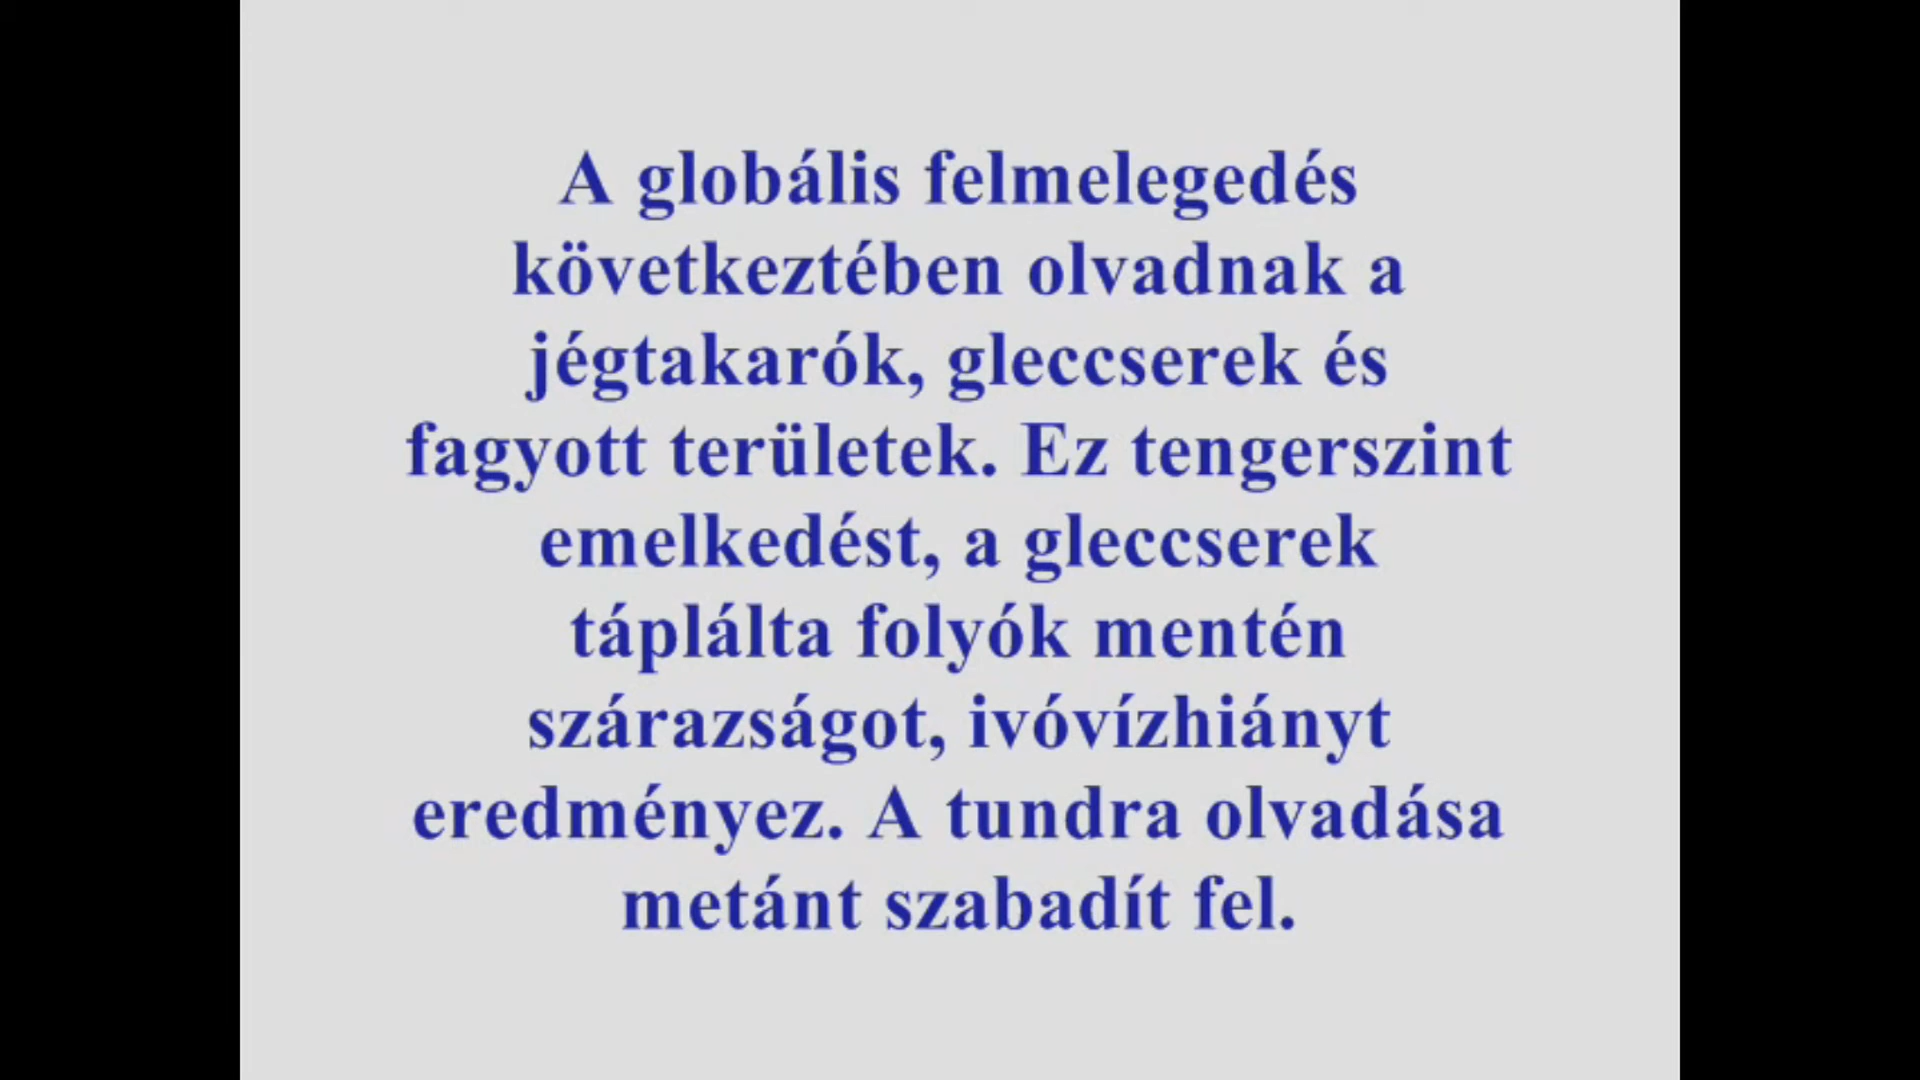 A globális felmelegedés
következtében olvadnak a
jégtakarók, gleccserek és
fagyott területek. Ez tengerszint
emelkedést, a gleccserek
táplálta folyók mentén
szárazságot, ivóvízhiányt
eredményez. A tundra olvadása
metánt szabadít fel.